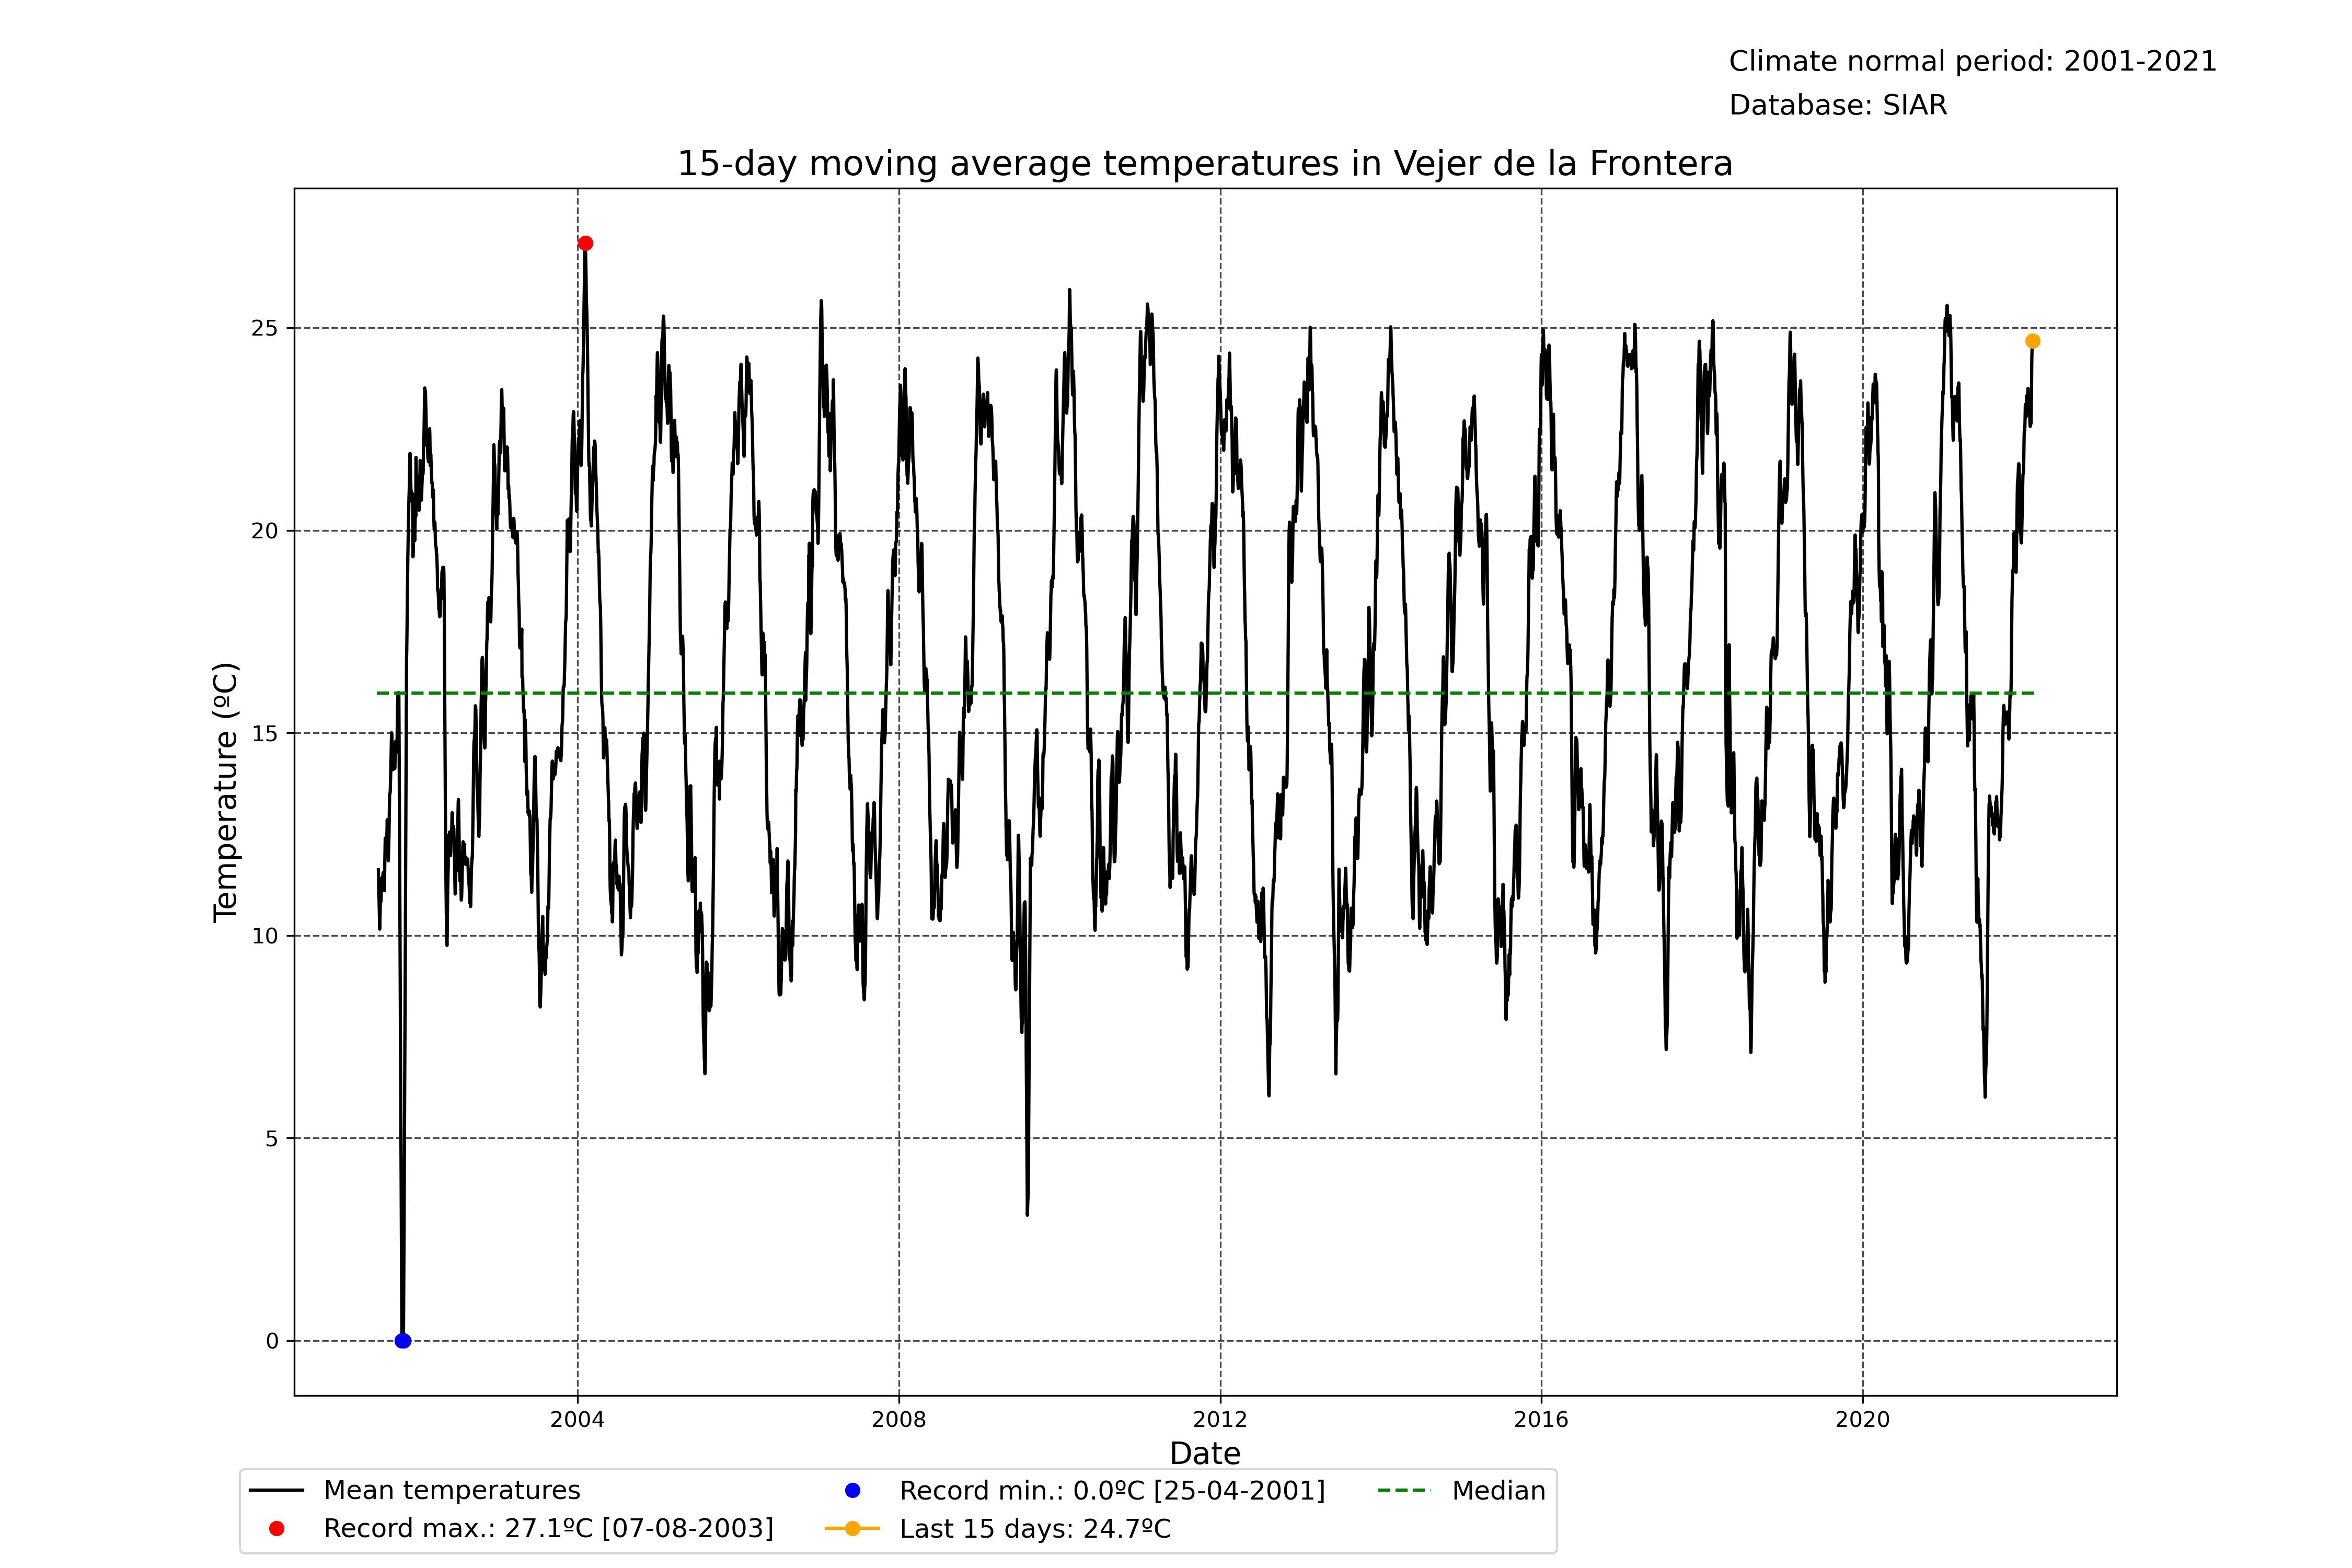 Climate normal period: 2001-2021
Database: SIAR
15-day moving average temperatures in Vejer de la Frontera
25
20
15
10
5
0
Temperature (ºC)
2004 2008 2012 2016 2020
Date
Mean temperatures
Record max.: 27.1ºC [07-08-2003]
Record min.: 0.0ºC [25-04-2001]
Last 15 days: 24.7ºC
Median